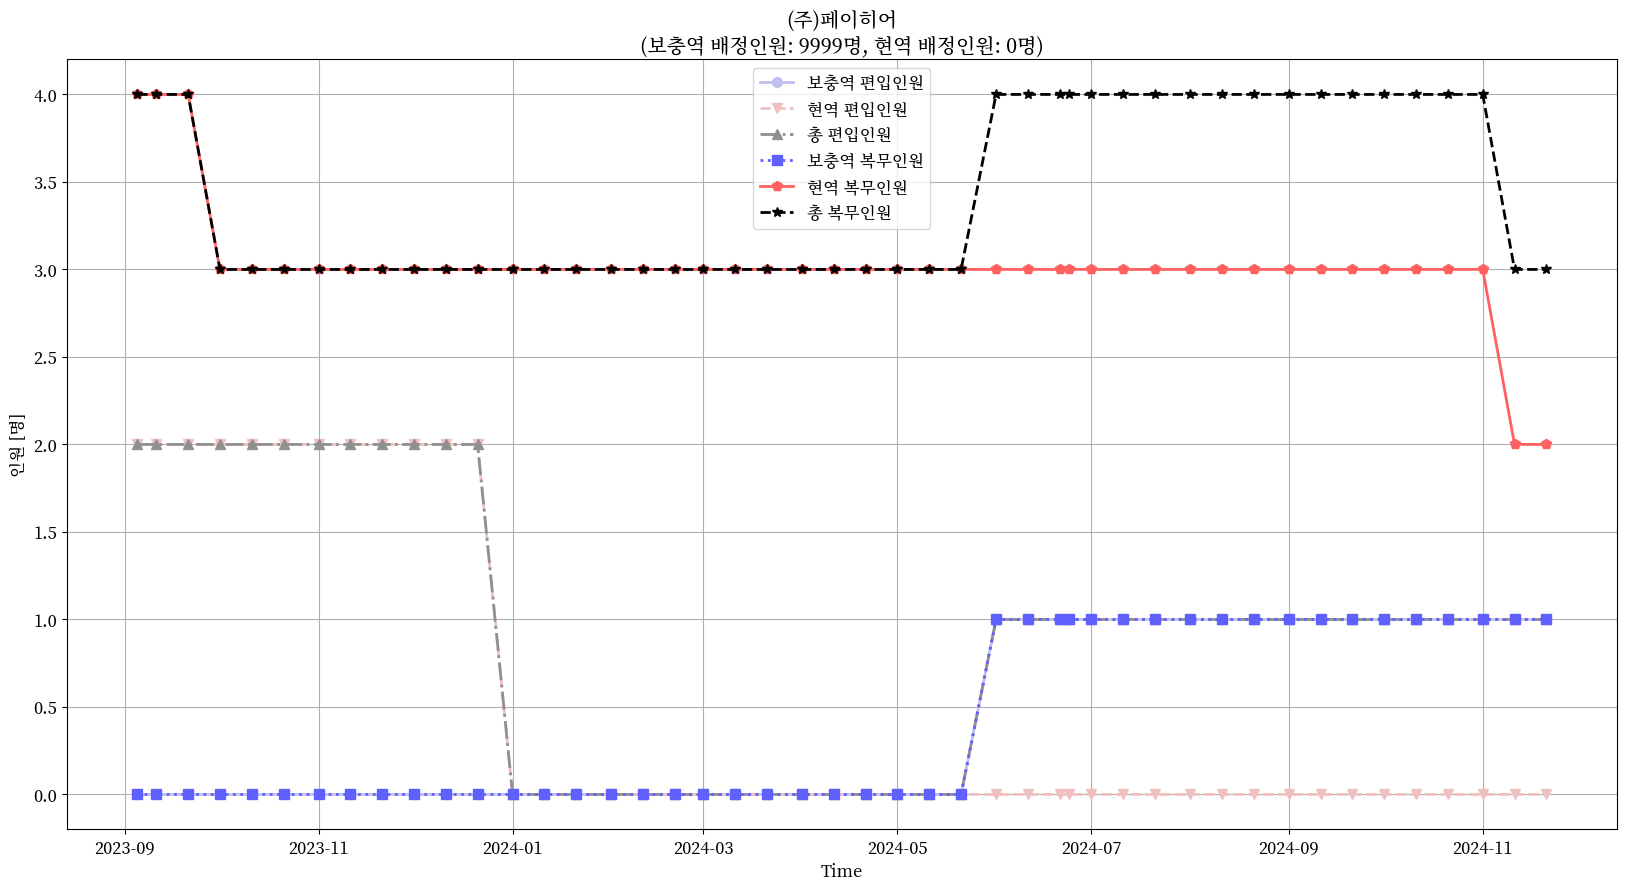 (주)페이히어
(보충역 배정인원: 9999명, 현역 배정인원: 0명)
보충역 편입인원
현역 편입인원
총 편입인원
보충역 복무인원
현역 복무인원
총 복무인원
4.0
3.5
3.0
2.5
2.0
1.5
1.0
0.5
0.0
인원 [명]
2023-09 2023-11 2024-01 2024-03 2024-05 2024-07 2024-09 2024-11
Time